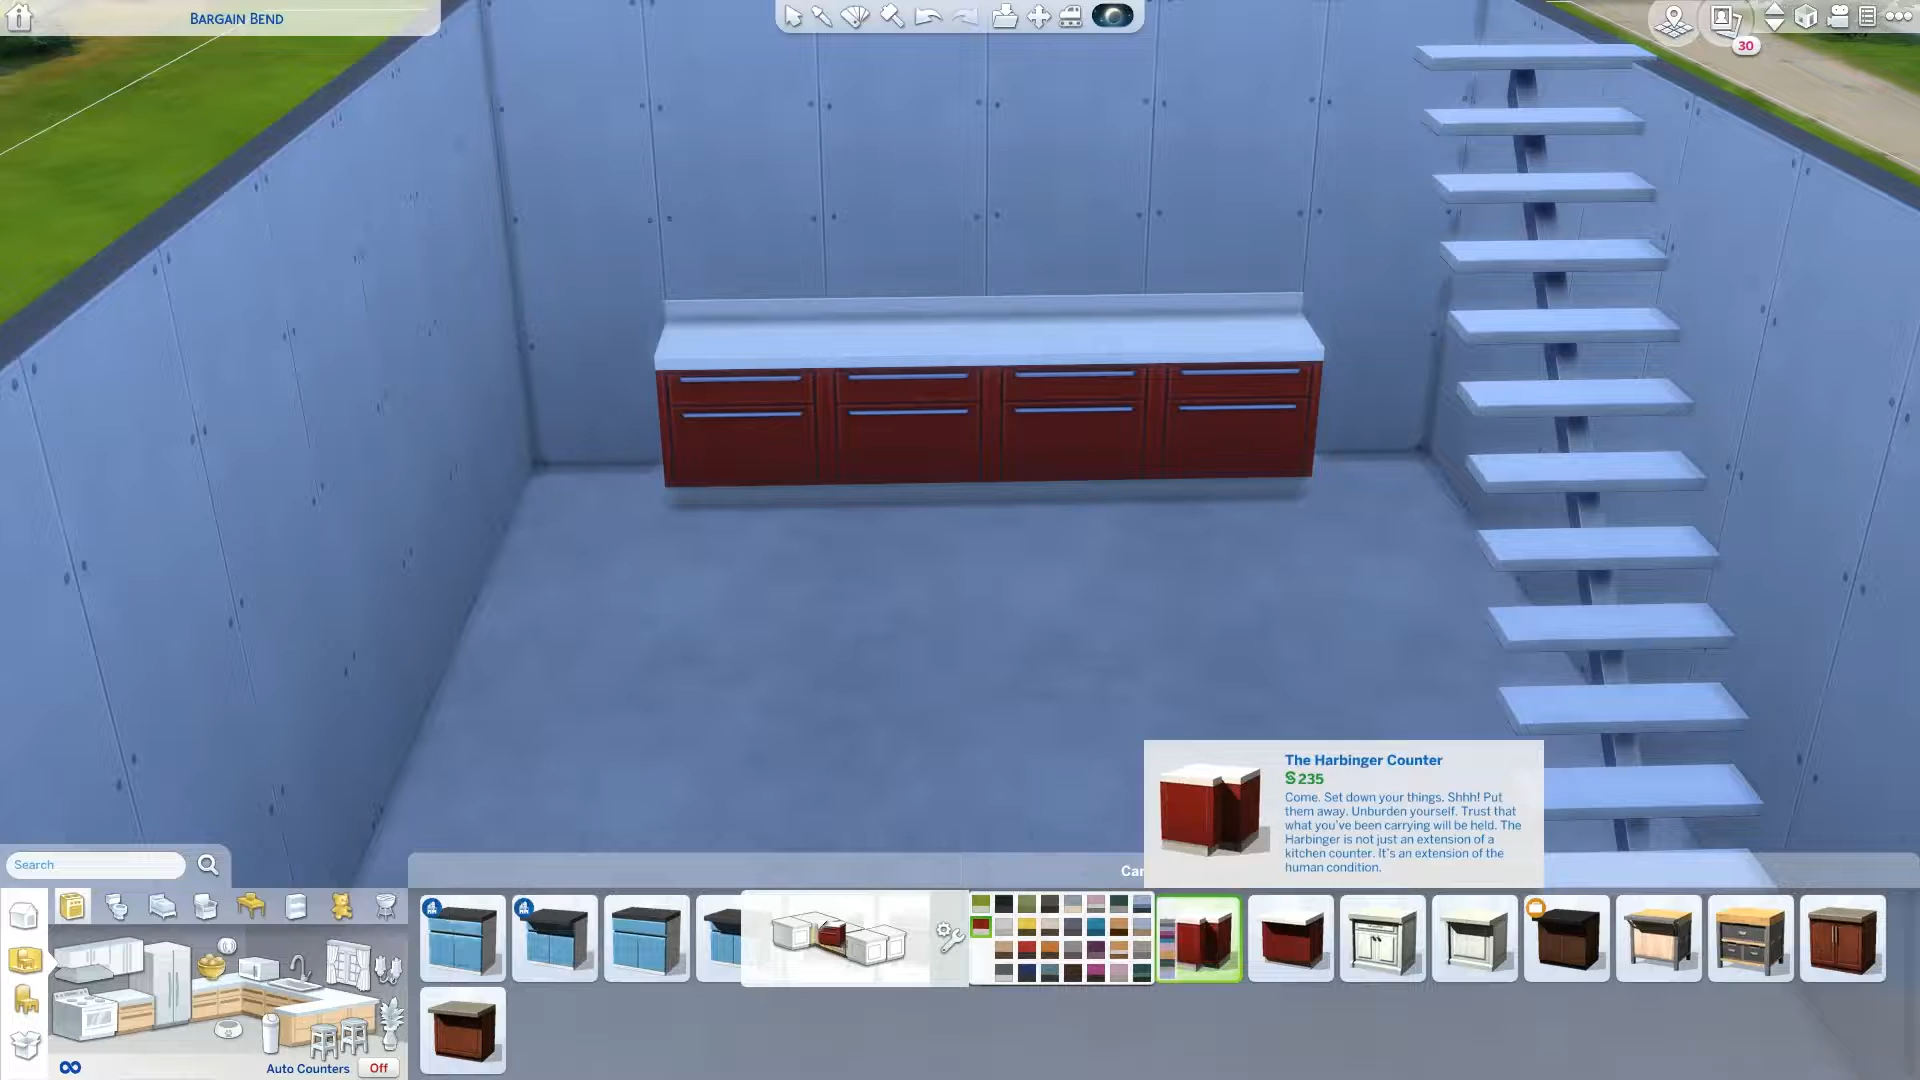 BARGAIN BEND
30
The Harbinger Counter
§235
Come. Set down your things. Shhh! Put
them away. Unburden yourself. Trust that
what you've been carrying will be held. The
Harbinger is not just an extension of a
kitchen counter. It's an extension of the
human condition.
Search
Auto Counters Off